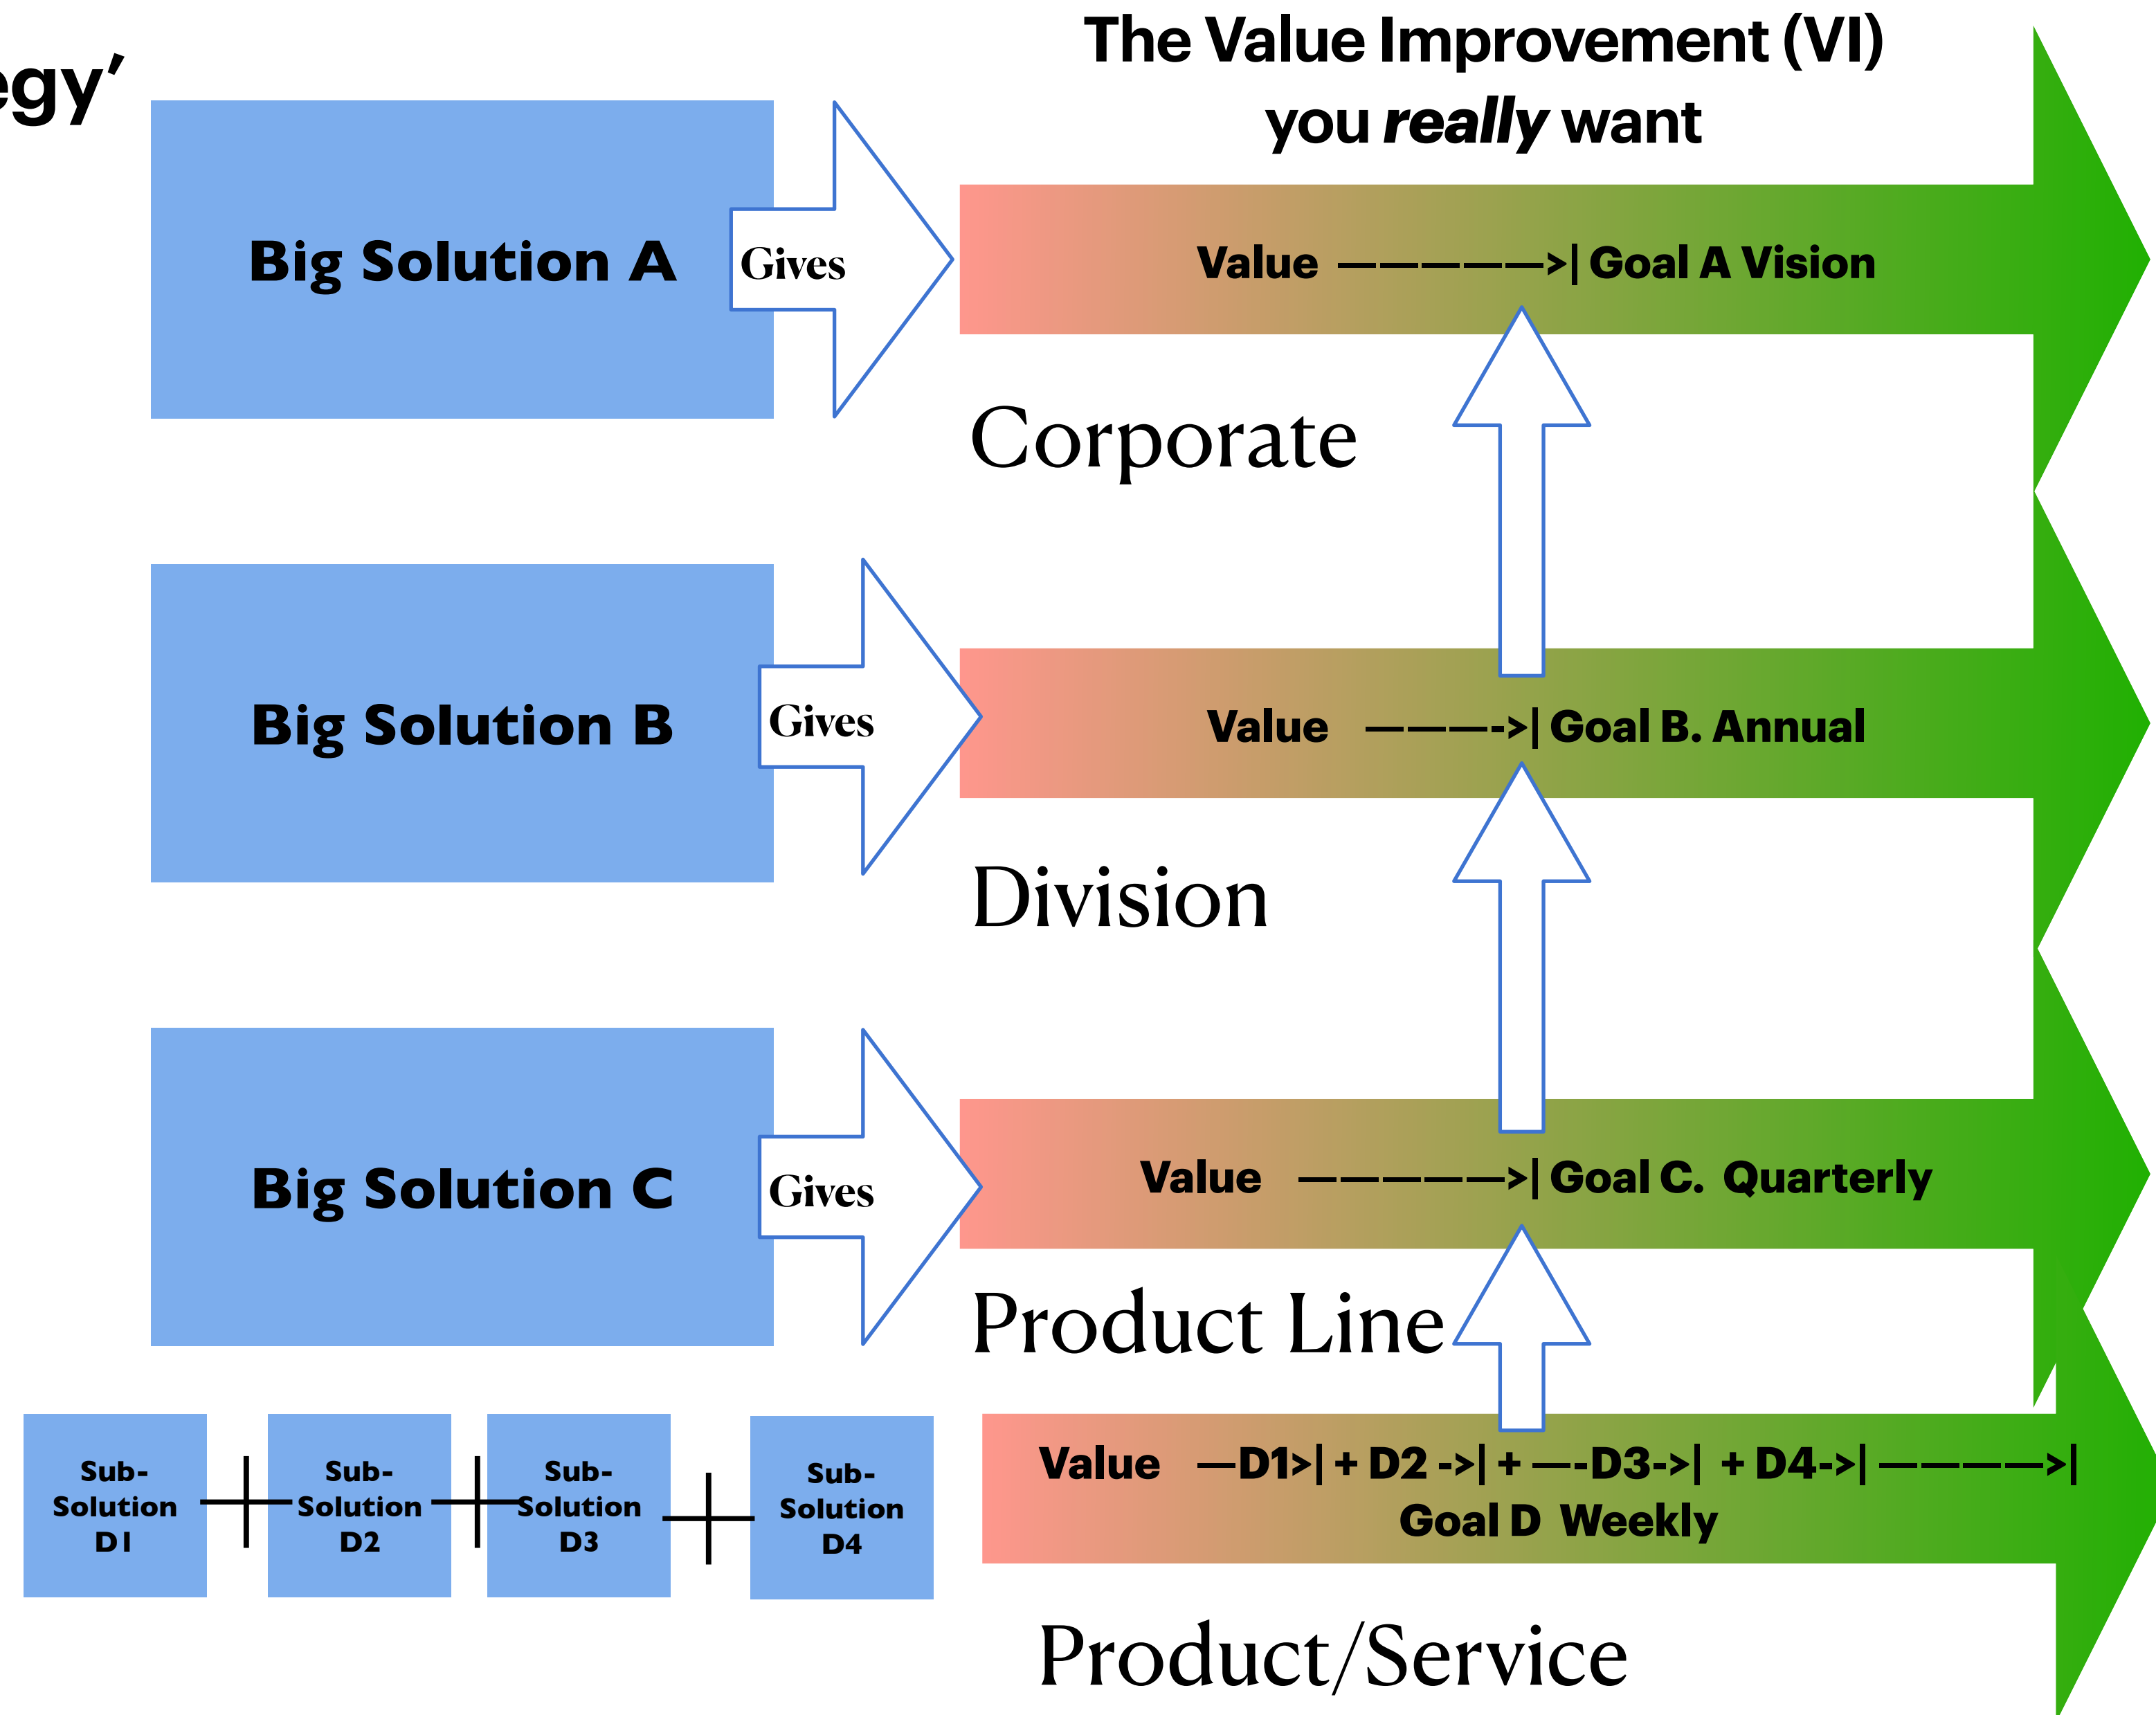 egy’
The Value Improvement (VI)
you really want
Big Solution A
Gives
Value —————>| Goal A Vision
Corporate
Big Solution B
Gives
Value ———->| Goal B. Annual
Division
Big Solution C
Gives
Value —————>| Goal C. Quarterly
Product Line
Sub-
Solution
D1
Sub-
Solution
D2
Sub-
Solution
D3
Sub-
Solution
D4
Value —D1>| + D2 ->| + —-D3->| + D4->| ————>|
Goal D Weekly
Product/Service